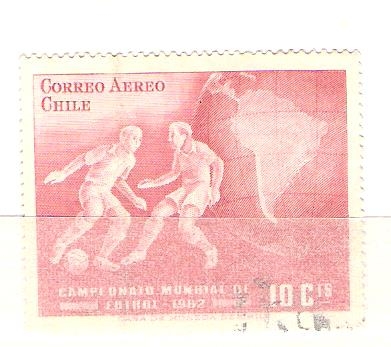 CORREO AEREO
CHILE
CAMPEONATO MUNDIAL DE
FUTBOL - 1962
10 CTS